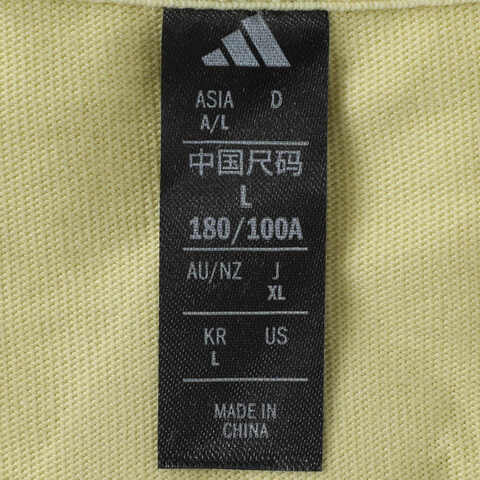 ASIA D
A/L
中国尺码
L
180/100A
AU/NZ J
XL
KR US
L
MADE IN
CHINA